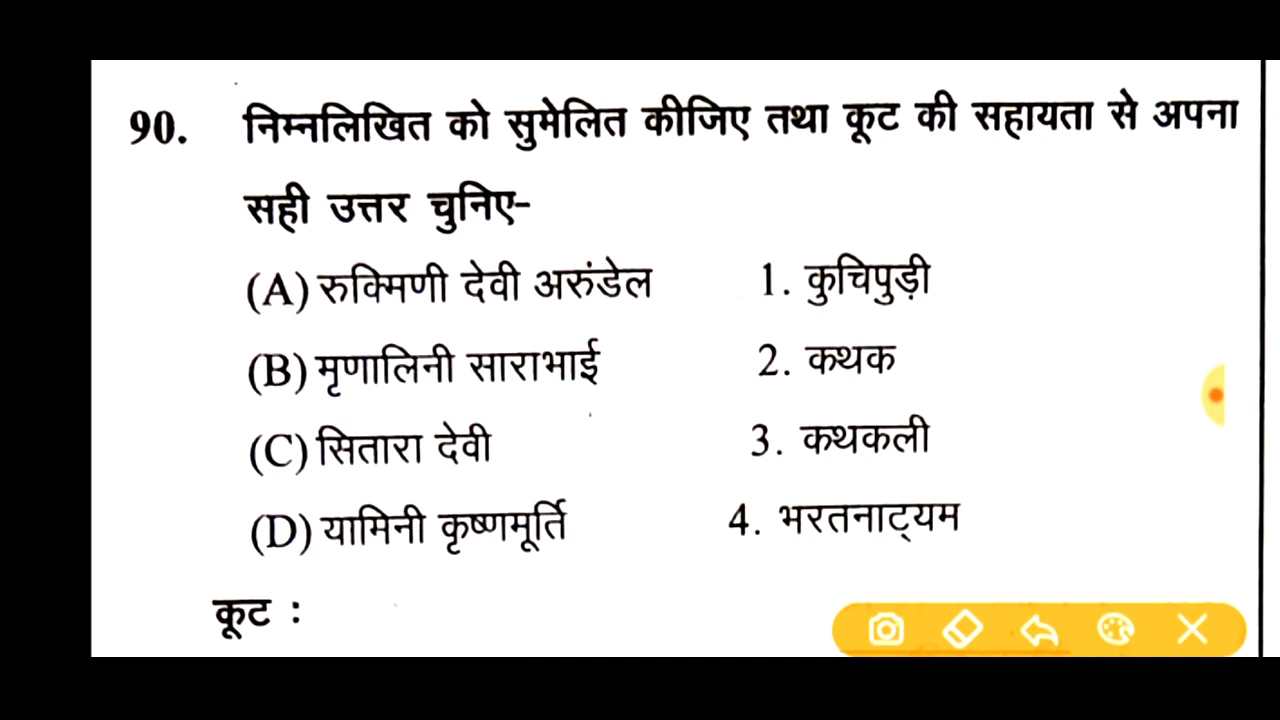 90. निम्नलिखित को सुमेलित कीजिए तथा कूट की सहायता से अपना
सही उत्तर चुनिए-
(A) रुक्मिणी देवी अरुंडेल 1. कुचिपुड़ी
(B) मृणालिनी साराभाई 2. कथक
(C) सितारा देवी 3. कथकली
(D) यामिनी कृष्णमूर्ति 4. भरतनाट्यम
कूट :